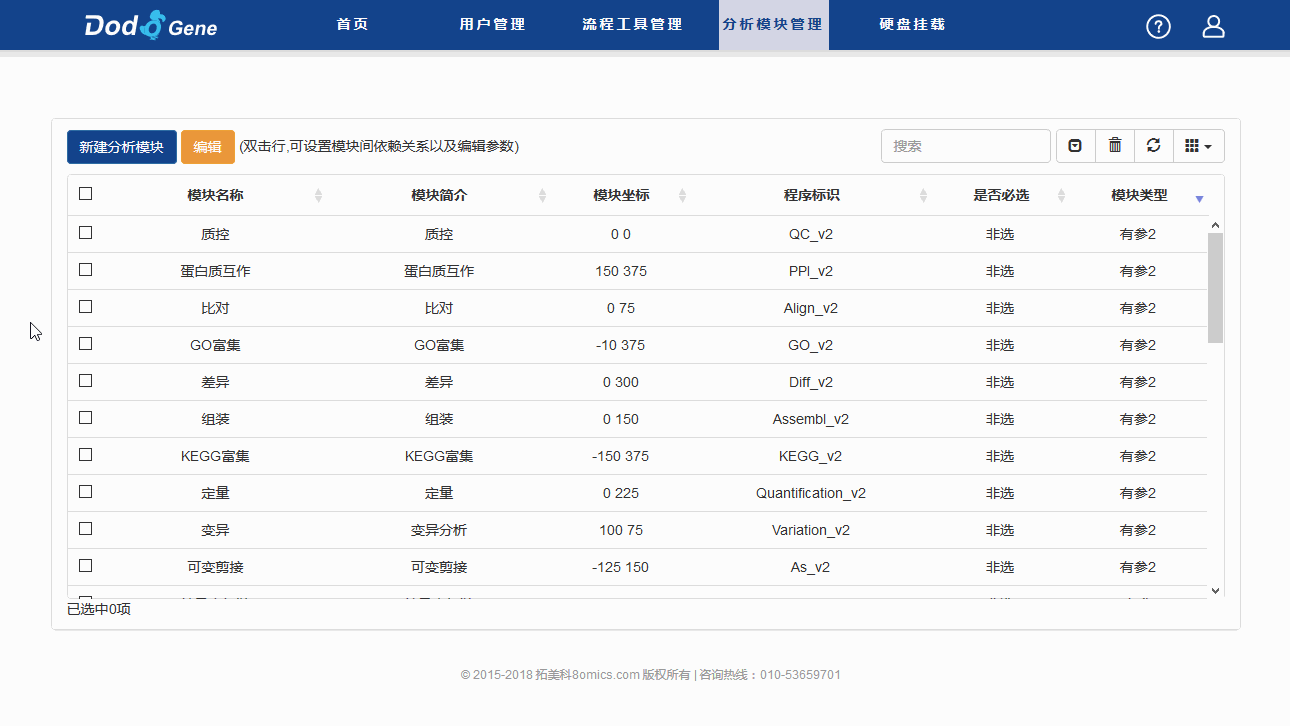 Dodo Gene 首页 用户管理 流程工具管理 分析模块管理 硬盘挂载
新建分析模块 编辑 (双击行,可设置模块间依赖关系以及编辑参数) 搜索
模块名称 模块简介 模块坐标 程序标识 是否必选 模块类型
质控 质控 0 0 QC_v2 非选 有参2
蛋白质互作 蛋白质互作 150 375 PPI_v2 非选 有参2
比对 比对 0 75 Align_v2 非选 有参2
GO富集 GO富集 -10 375 GO_v2 非选 有参2
差异 差异 0 300 Diff_v2 非选 有参2
组装 组装 0 150 Assembl_v2 非选 有参2
KEGG富集 KEGG富集 -150 375 KEGG_v2 非选 有参2
定量 定量 0 225 Quantification_v2 非选 有参2
变异 变异分析 100 75 Variation_v2 非选 有参2
可变剪接 可变剪接 -125 150 As_v2 非选 有参2
已选中0项
© 2015-2018 拓美科8omics.com 版权所有 | 咨询热线：010-53659701